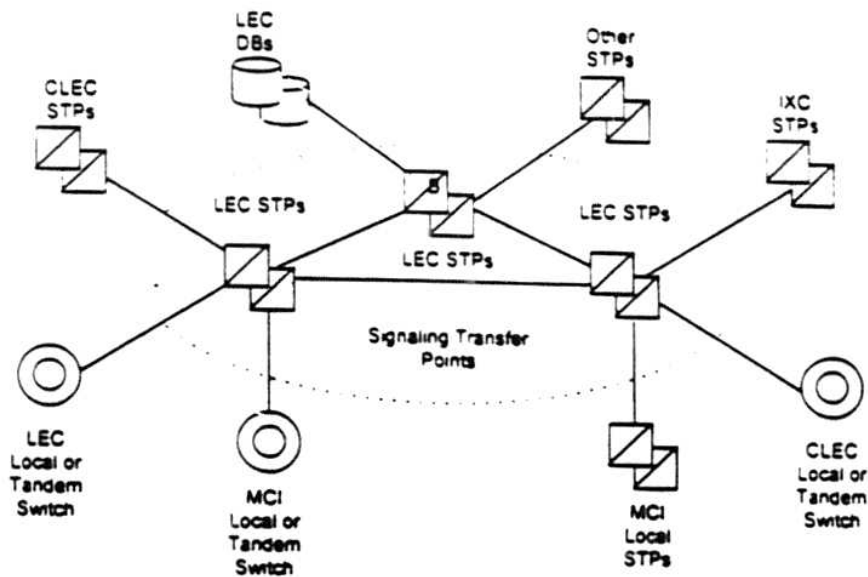 LEC
DBs
Other
STPs
CLEC
STPs
IXC
STPs
8
LEC STPs
LEC STPs
LEC STPs
Signaling Transfer
Points
LEC
Local or
Tandem
Switch
MCI
Local or
Tandem
Switch
MCI
Local
STPs
CLEC
Local or
Tandem
Switch